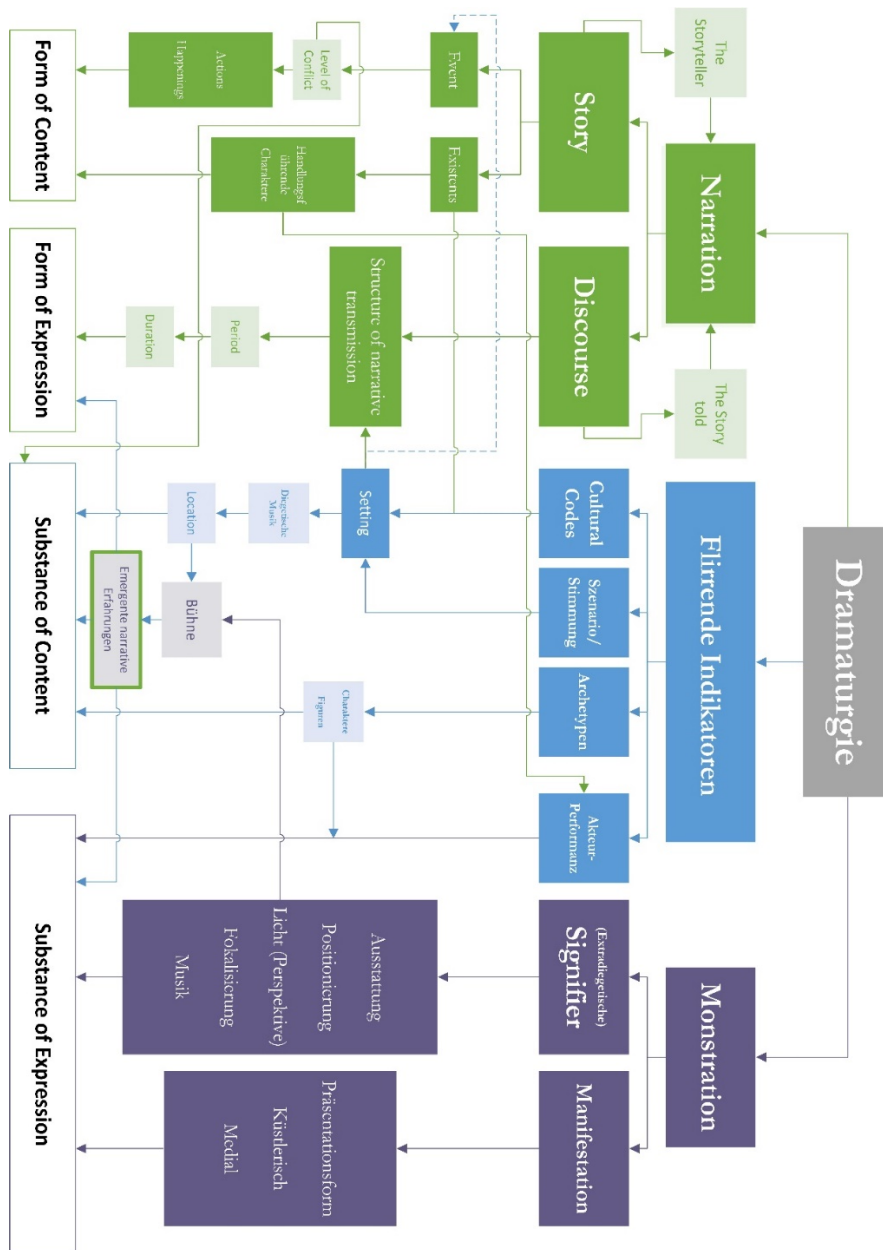 Dramaturgie
The
Storyteller
Narration
The Story
told
Flirrende Indikatoren
Monstration
Story
Discourse
Cultural
Codes
Szenario/
Stimmung
Archetypen
Akteur-
Performanz
(Extradiegetische)
Signifier
Manifestation
Event
Existents
Structure of narrative
transmission
Setting
Level of
Conflict
Handlungsf
ührende
Charaktere
Period
Diegetische
Musik
Charaktere
Figuren
Ausstattung
Positionierung
Licht (Perspektive)
Fokalisierung
Musik
Präsentationsform
Küstlerisch
Medial
Actions
Happenings
Duration
Location
Bühne
Emergente narrative
Erfahrungen
Form of Content
Form of Expression
Substance of Content
Substance of Expression